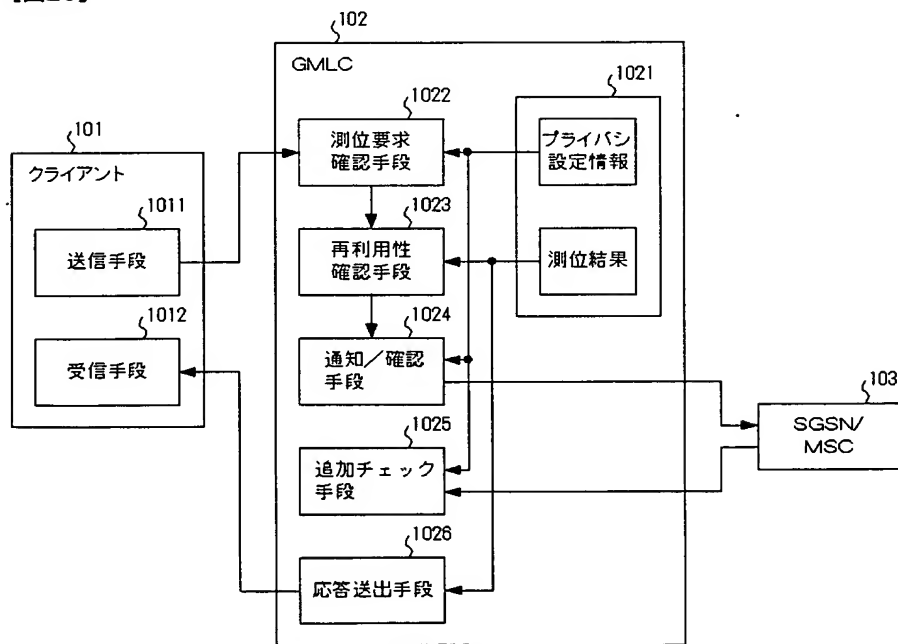 102
GMLC
1021
1022
測位要求
確認手段
プライバシ
設定情報
101
クライアント
1011
送信手段
1023
再利用性
確認手段
測位結果
1012
受信手段
1024
通知/確認
手段
103
SGSN/
MSC
1025
追加チェック
手段
1026
応答送出手段